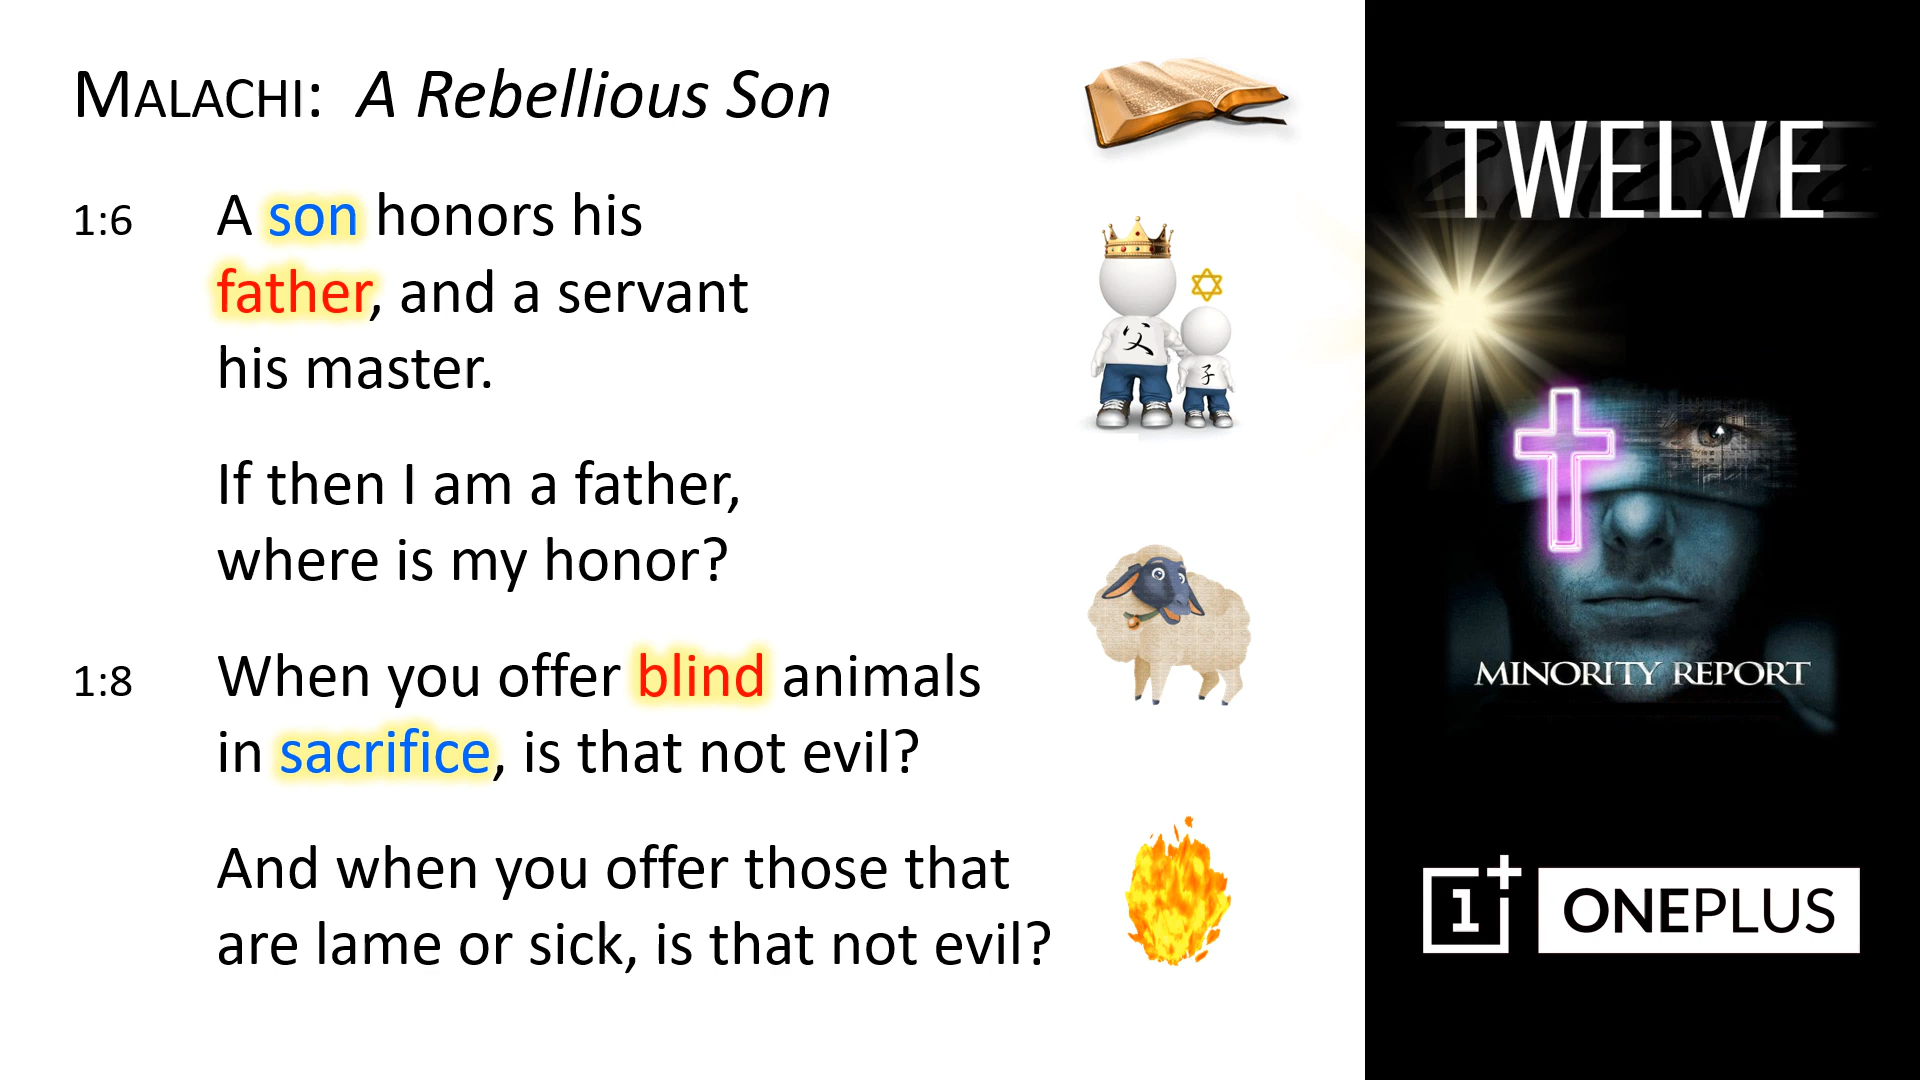 MALACHI: A Rebellious Son
1:6 A son honors his
father, and a servant
his master.
If then I am a father,
where is my honor?
1:8 When you offer blind animals
in sacrifice, is that not evil?
And when you offer those that
are lame or sick, is that not evil?
父
子
TWELVE
MINORITY REPORT
1+ ONEPLUS